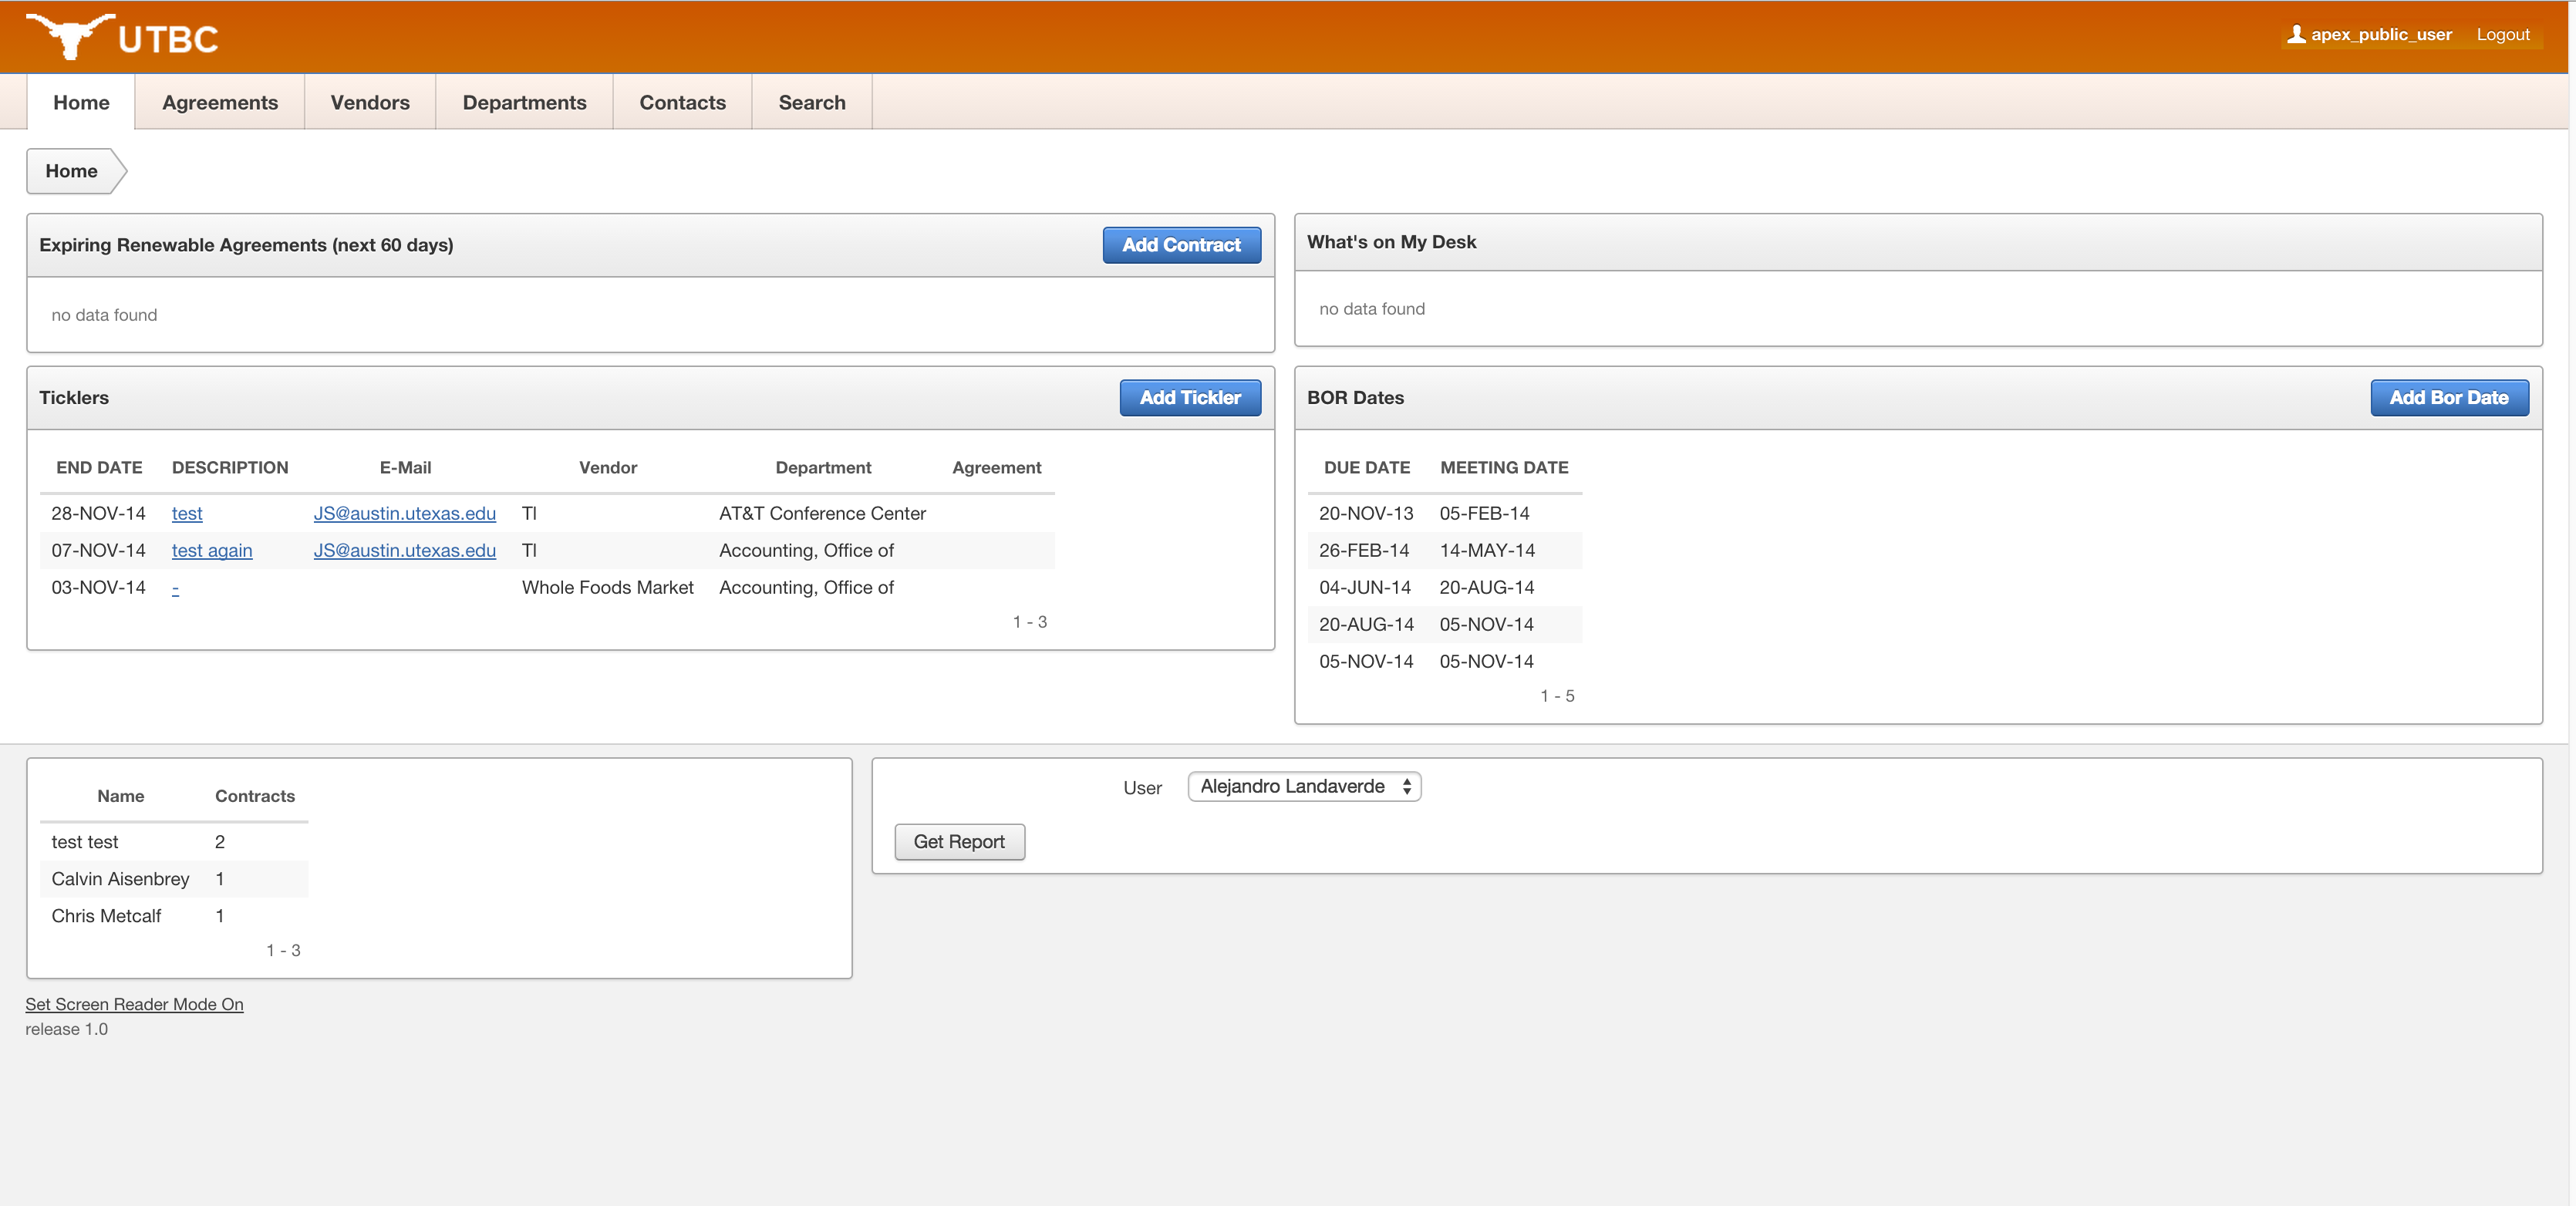 UTBC
apex_public_user Logout
Home Agreements Vendors Departments Contacts Search
Home
Expiring Renewable Agreements (next 60 days) Add Contract
no data found
What's on My Desk
no data found
Ticklers Add Tickler
END DATE DESCRIPTION E-Mail Vendor Department Agreement
28-NOV-14 test JS@austin.utexas.edu TI AT&T Conference Center
07-NOV-14 test again JS@austin.utexas.edu TI Accounting, Office of
03-NOV-14 - Whole Foods Market Accounting, Office of
1 - 3
BOR Dates Add Bor Date
DUE DATE MEETING DATE
20-NOV-13 05-FEB-14
26-FEB-14 14-MAY-14
04-JUN-14 20-AUG-14
20-AUG-14 05-NOV-14
05-NOV-14 05-NOV-14
1 - 5
Name Contracts
test test 2
Calvin Aisenbrey 1
Chris Metcalf 1
1 - 3
User Alejandro Landaverde
Get Report
Set Screen Reader Mode On
release 1.0